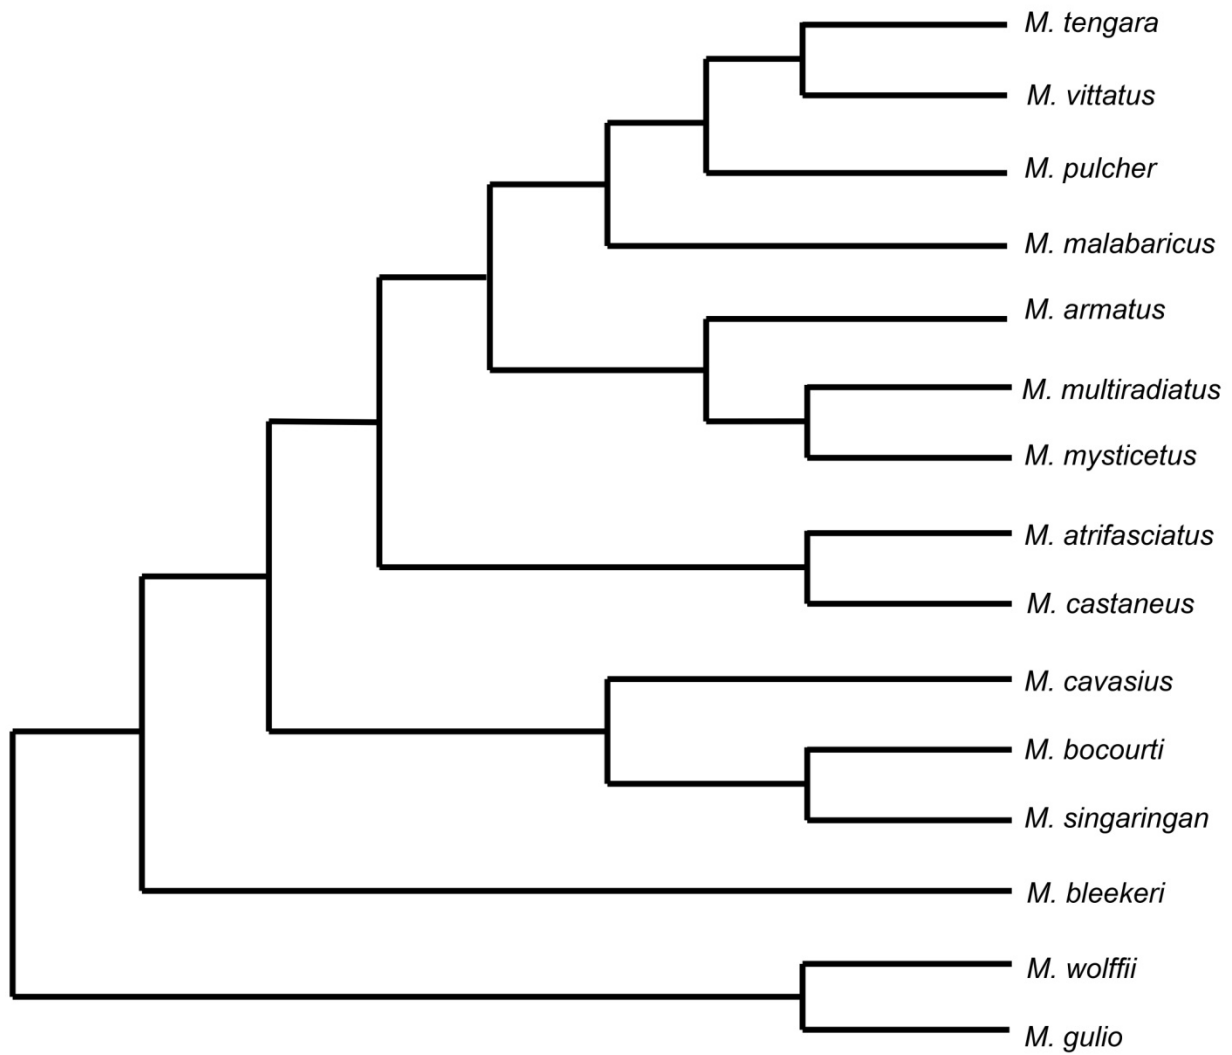 M. tengara
M. vittatus
M. pulcher
M. malabaricus
M. armatus
M. multiradiatus
M. mysticetus
M. atrifasciatus
M. castaneus
M. cavasius
M. bocourti
M. singaringan
M. bleekeri
M. wolffii
M. gulio